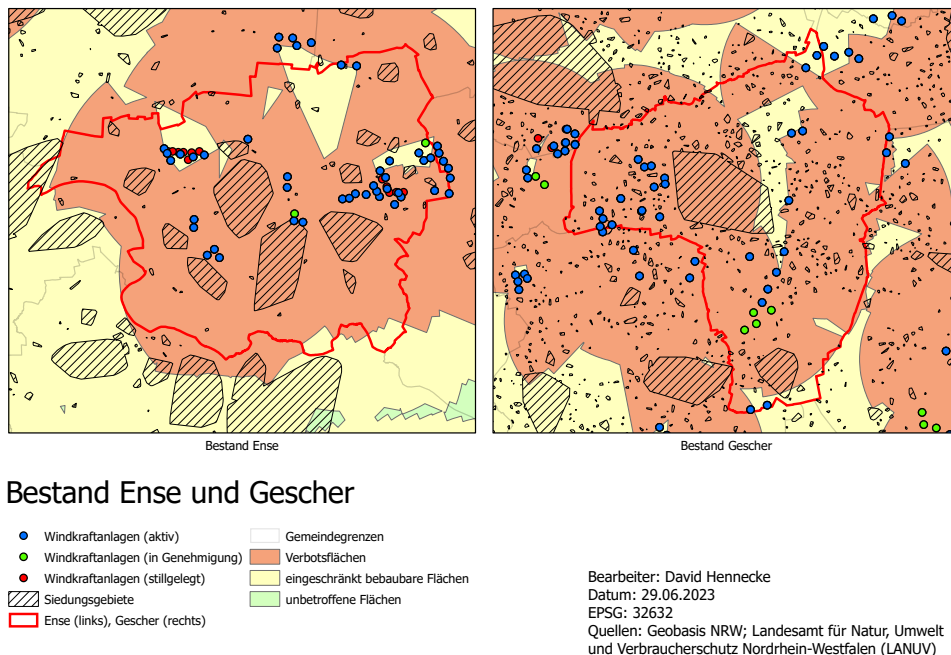 Bestand Ense
Bestand Gescher
Bestand Ense und Gescher
Windkraftanlagen (aktiv)
Windkraftanlagen (in Genehmigung)
Windkraftanlagen (stillgelegt)
Siedungsgebiete
Ense (links), Gescher (rechts)
Gemeindegrenzen
Verbotsflächen
eingeschränkt bebaubare Flächen
unbetroffene Flächen
Bearbeiter: David Hennecke
Datum: 29.06.2023
EPSG: 32632
Quellen: Geobasis NRW; Landesamt für Natur, Umwelt
und Verbraucherschutz Nordrhein-Westfalen (LANUV)